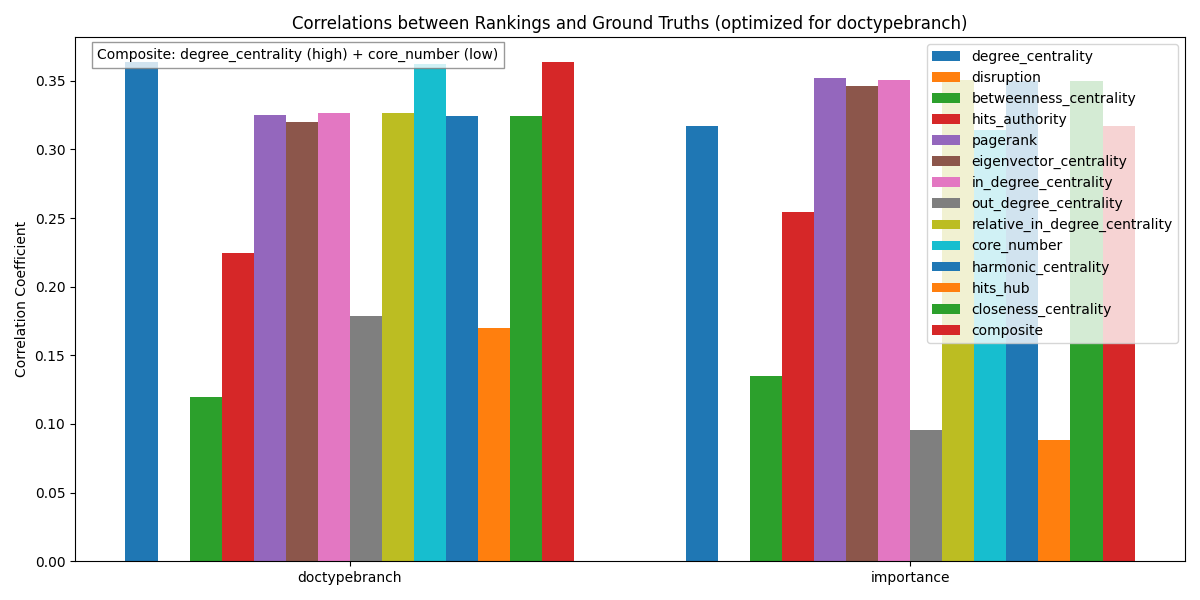 Correlations between Rankings and Ground Truths (optimized for doctypebranch)
Composite: degree_centrality (high) + core_number (low)
degree_centrality
disruption
betweenness_centrality
hits_authority
pagerank
eigenvector_centrality
in_degree_centrality
out_degree_centrality
relative_in_degree_centrality
core_number
harmonic_centrality
hits_hub
closeness_centrality
composite
Correlation Coefficient
0.35
0.30
0.25
0.20
0.15
0.10
0.05
0.00
doctypebranch
importance